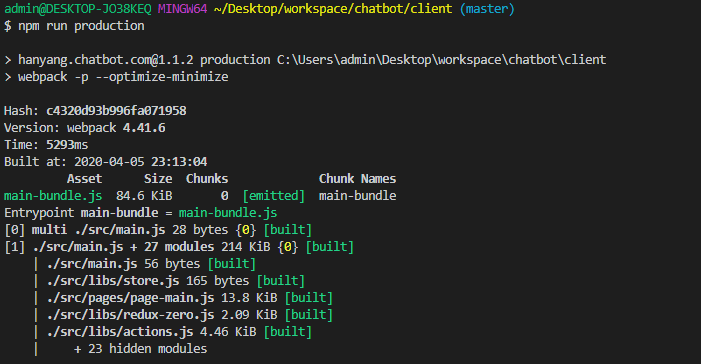 admin@DESKTOP-JO38KEQ MINGW64 ~/Desktop/workspace/chatbot/client (master)
$ npm run production
> hanyang.chatbot.com@1.1.2 production C:\Users\admin\Desktop\workspace\chatbot\client
> webpack -p --optimize-minimize
Hash: c4320d93b996fa071958
Version: webpack 4.41.6
Time: 5293ms
Built at: 2020-04-05 23:13:04
Asset Size Chunks Chunk Names
main-bundle.js 84.6 KiB 0 [emitted] main-bundle
Entrypoint main-bundle = main-bundle.js
[0] multi ./src/main.js 28 bytes {0} [built]
[1] ./src/main.js + 27 modules 214 KiB {0} [built]
| ./src/main.js 56 bytes [built]
| ./src/libs/store.js 165 bytes [built]
| ./src/pages/page-main.js 13.8 KiB [built]
| ./src/libs/redux-zero.js 2.09 KiB [built]
| ./src/libs/actions.js 4.46 KiB [built]
| + 23 hidden modules